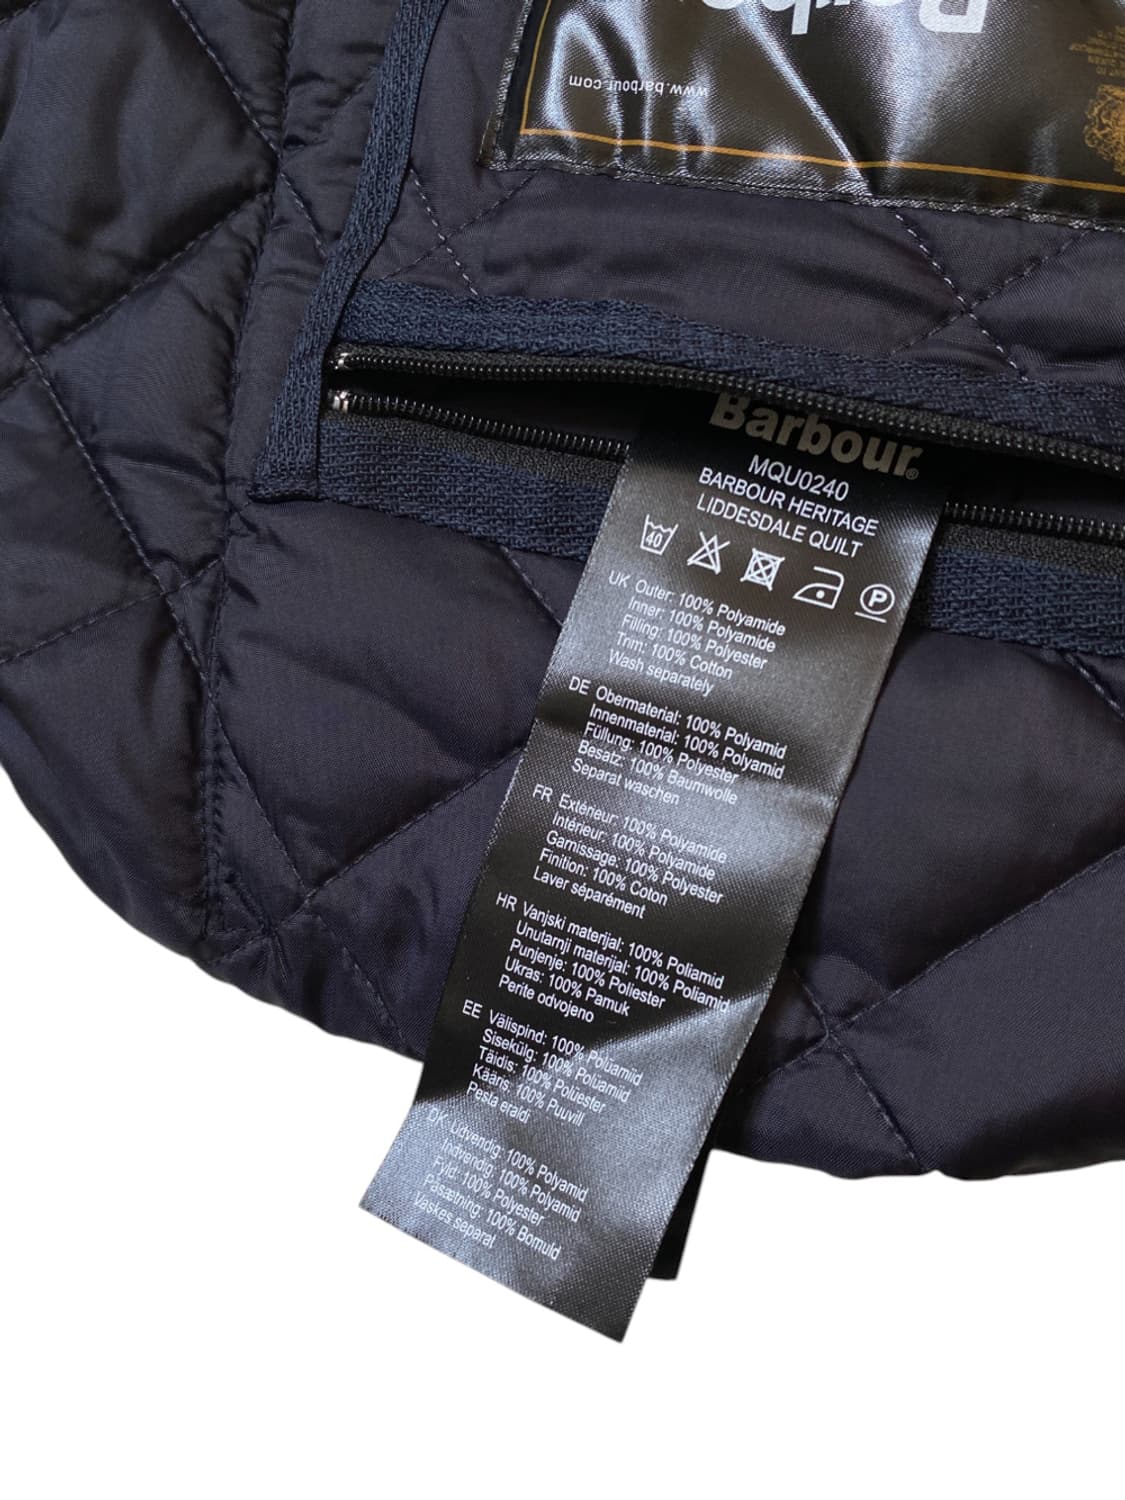 www.barbour.com
Barbour®
MQU0240
BARBOUR HERITAGE
LIDDESDALE QUILT
40
P
UK Outer: 100% Polyamide
Inner: 100% Polyamide
Filling: 100% Polyester
Trim: 100% Cotton
Wash separately
DE Obermaterial: 100% Polyamid
Innenmaterial: 100% Polyamid
Füllung: 100% Polyester
Besatz: 100% Baumwolle
Separat waschen
FR Extérieur: 100% Polyamide
Intérieur: 100% Polyamide
Garnissage: 100% Polyester
Finition: 100% Coton
Laver séparément
HR Vanjski materijal: 100% Poliamid
Unutarnji materijal: 100% Poliamid
Punjenje: 100% Poliester
Ukras: 100% Pamuk
Perite odvojeno
EE Välispind: 100% Polüamiid
Sisekülg: 100% Polüamiid
Täidis: 100% Polüester
Kääris: 100% Puuvill
Pesta eraldi
DK Udvendig: 100% Polyamid
Indvendig: 100% Polyamid
Fyld: 100% Polyester
Påsætning: 100% Bomuld
Vaskes separat